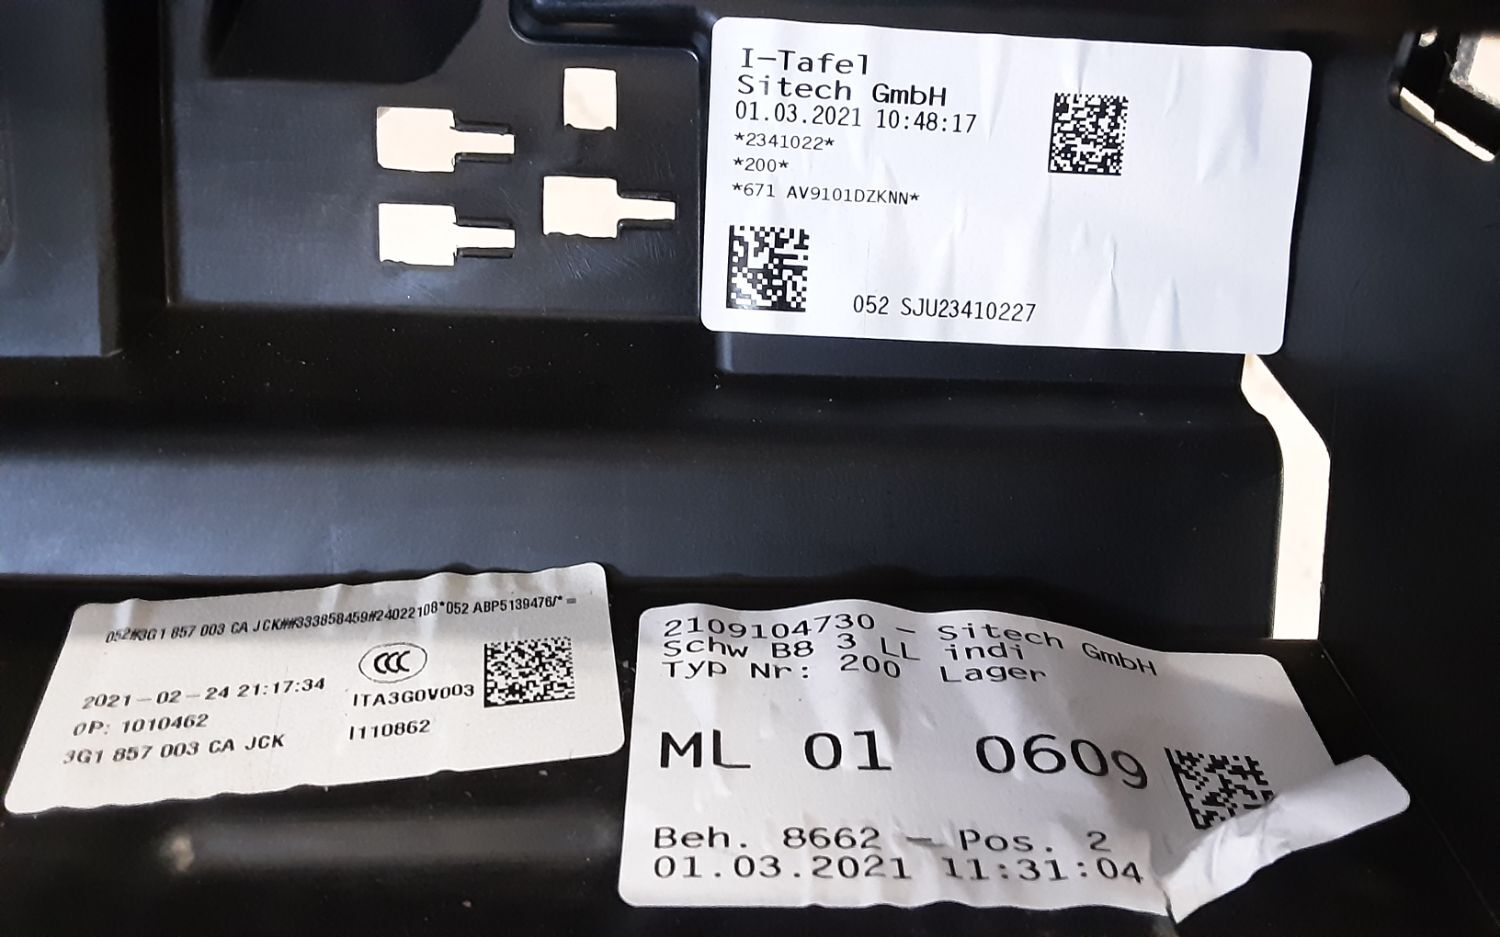 I-Tafel
Sitech GmbH
01.03.2021 10:48:17
*2341022*
*200*
*671 AV9101DZKNN*
052 SJU23410227
052#3G1 857 003 CA JCK##333858459#24022108*052 ABP5139476/*=
CCC
2021-02-24 21:17:34
ITA3G0V003
OP: 1010462
I110862
3G1 857 003 CA JCK
2109104730 - Sitech GmbH
Schw B8 3 LL indi
Typ Nr: 200 Lager
ML 01 0609
Beh. 8662 - Pos. 2
01.03.2021 11:31:04